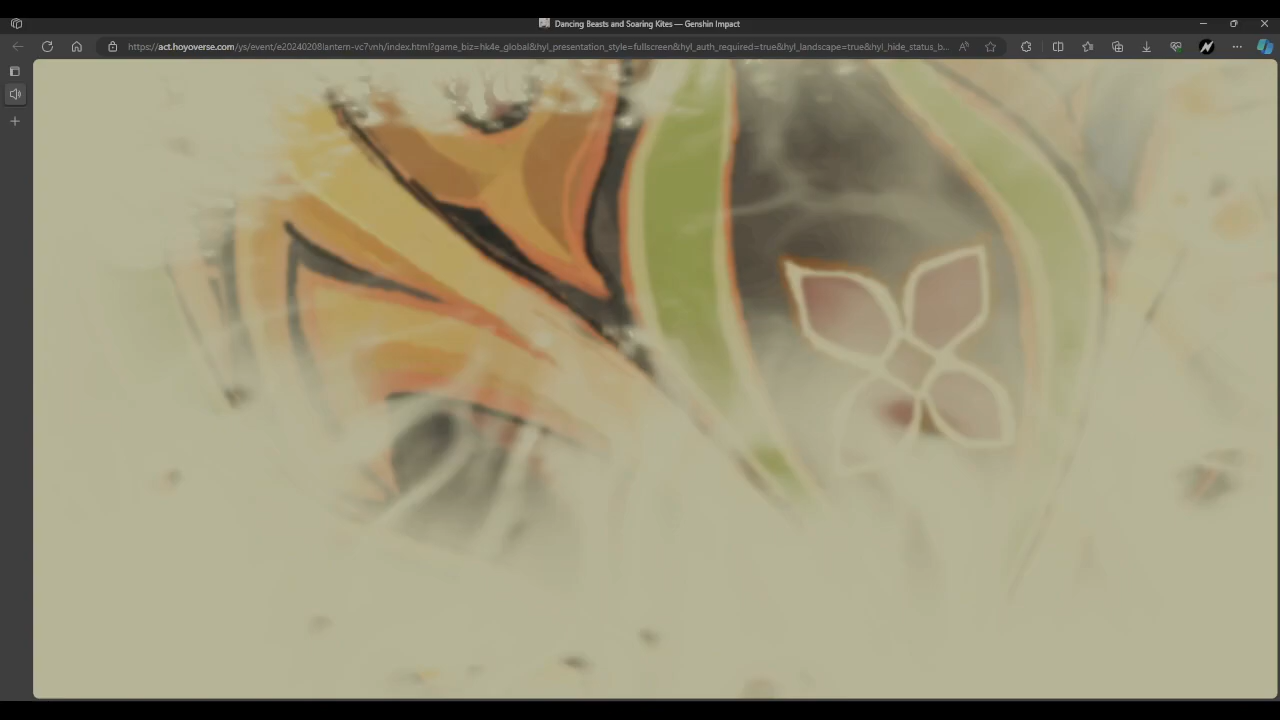 Dancing Beasts and Soaring Kites — Genshin Impact
https://act.hoyoverse.com/ys/event/e20240208lantern-vc7vnh/index.html?game_biz=hk4e_global&hyl_presentation_style=fullscreen&hyl_auth_required=true&hyl_landscape=true&hyl_hide_status_b...